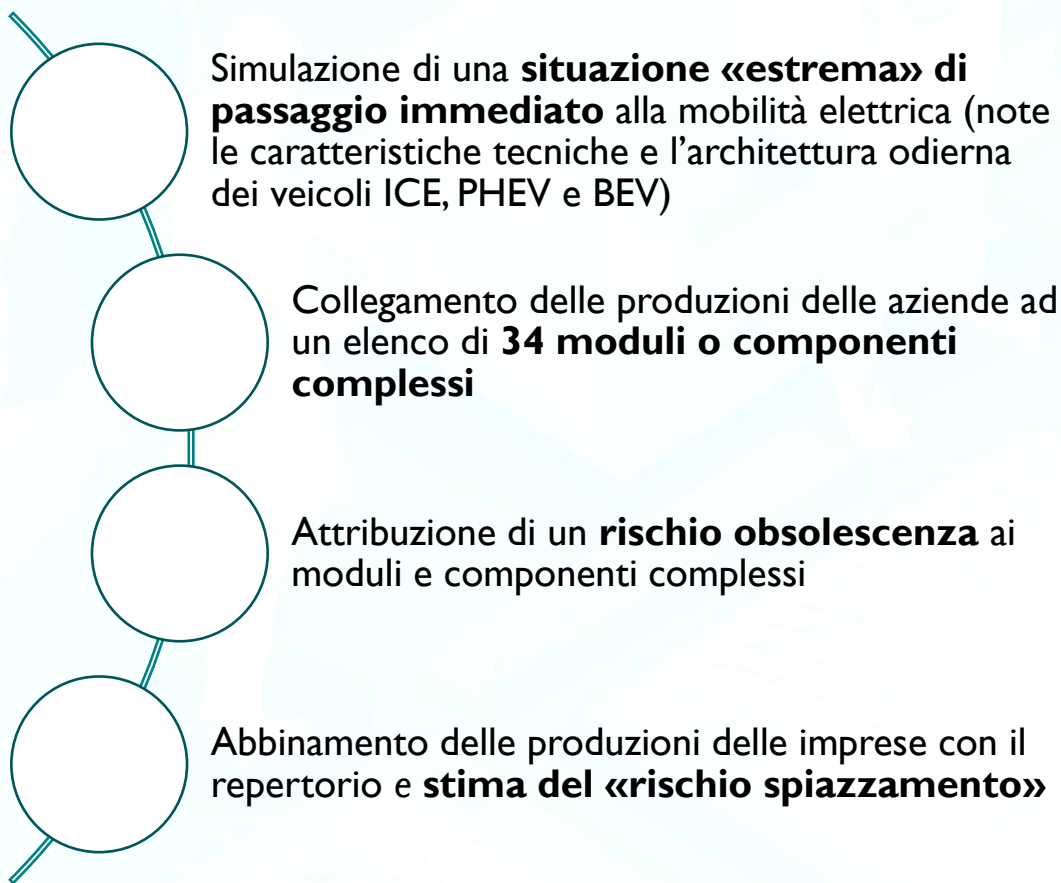 Simulazione di una situazione «estrema» di
passaggio immediato alla mobilità elettrica (note
le caratteristiche tecniche e l'architettura odierna
dei veicoli ICE, PHEV e BEV)
Collegamento delle produzioni delle aziende ad
un elenco di 34 moduli o componenti
complessi
Attribuzione di un rischio obsolescenza ai
moduli e componenti complessi
Abbinamento delle produzioni delle imprese con il
repertorio e stima del «rischio spiazzamento»